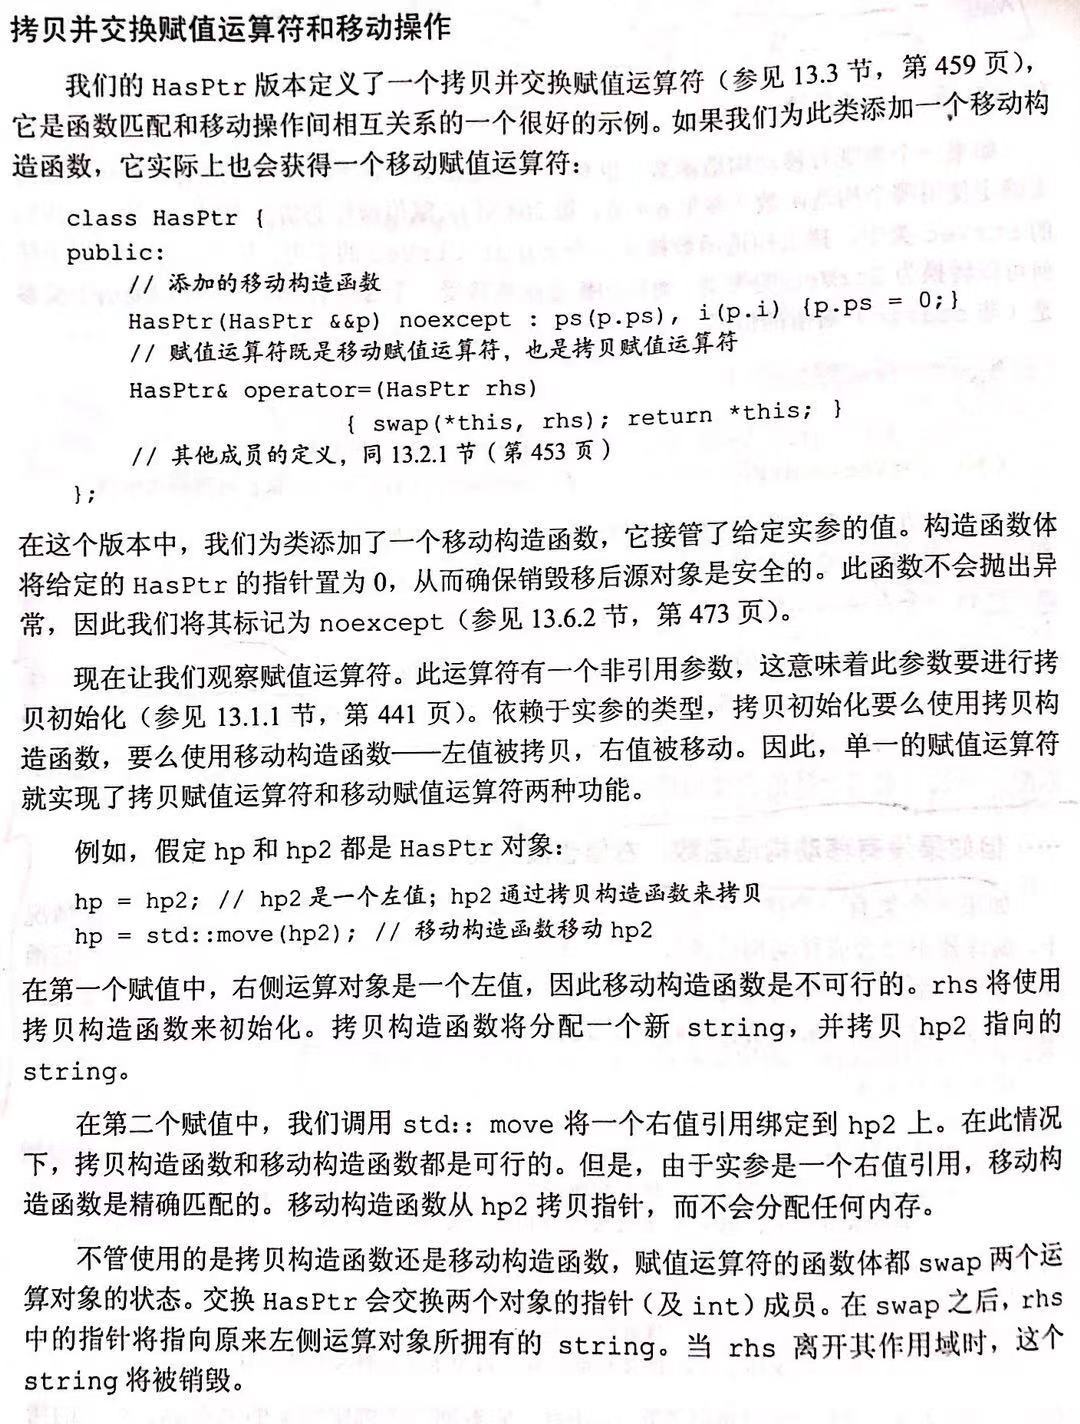 拷贝并交换赋值运算符和移动操作
我们的 HasPtr 版本定义了一个拷贝并交换赋值运算符（参见 13.3 节，第 459 页），
它是函数匹配和移动操作间相互关系的一个很好的示例。如果我们为此类添加一个移动构
造函数，它实际上也会获得一个移动赋值运算符：
class HasPtr {
public:
// 添加的移动构造函数
HasPtr(HasPtr &&p) noexcept : ps(p.ps), i(p.i) {p.ps = 0;}
// 赋值运算符既是移动赋值运算符，也是拷贝赋值运算符
HasPtr& operator=(HasPtr rhs)
{ swap(*this, rhs); return *this; }
// 其他成员的定义，同 13.2.1 节（第 453 页）
};
在这个版本中，我们为类添加了一个移动构造函数，它接管了给定实参的值。构造函数体
将给定的 HasPtr 的指针置为 0，从而确保销毁移后源对象是安全的。此函数不会抛出异
常，因此我们将其标记为 noexcept（参见 13.6.2 节，第 473 页）。
现在让我们观察赋值运算符。此运算符有一个非引用参数，这意味着此参数要进行拷
贝初始化（参见 13.1.1 节，第 441 页）。依赖于实参的类型，拷贝初始化要么使用拷贝构
造函数，要么使用移动构造函数——左值被拷贝，右值被移动。因此，单一的赋值运算符
就实现了拷贝赋值运算符和移动赋值运算符两种功能。
例如，假定 hp 和 hp2 都是 HasPtr 对象：
hp = hp2; // hp2 是一个左值；hp2 通过拷贝构造函数来拷贝
hp = std::move(hp2); // 移动构造函数移动 hp2
在第一个赋值中，右侧运算对象是一个左值，因此移动构造函数是不可行的。rhs 将使用
拷贝构造函数来初始化。拷贝构造函数将分配一个新 string，并拷贝 hp2 指向的
string。
在第二个赋值中，我们调用 std:: move 将一个右值引用绑定到 hp2 上。在此情况
下，拷贝构造函数和移动构造函数都是可行的。但是，由于实参是一个右值引用，移动构
造函数是精确匹配的。移动构造函数从 hp2 拷贝指针，而不会分配任何内存。
不管使用的是拷贝构造函数还是移动构造函数，赋值运算符的函数体都 swap 两个运
算对象的状态。交换 HasPtr 会交换两个对象的指针（及 int）成员。在 swap 之后，rhs
中的指针将指向原来左侧运算对象所拥有的 string。当 rhs 离开其作用域时，这个
string 将被销毁。